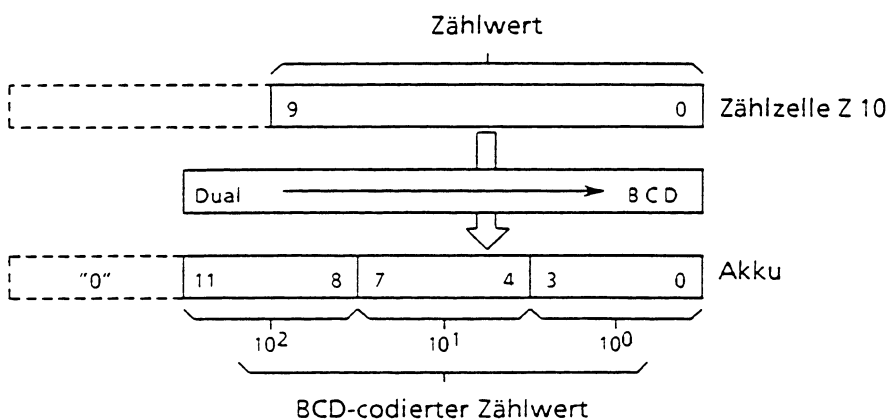 Zählwert
9 0 Zählzelle Z 10
Dual BCD
"0" 11 8 7 4 3 0 Akku
10² 10¹ 10⁰
BCD-codierter Zählwert